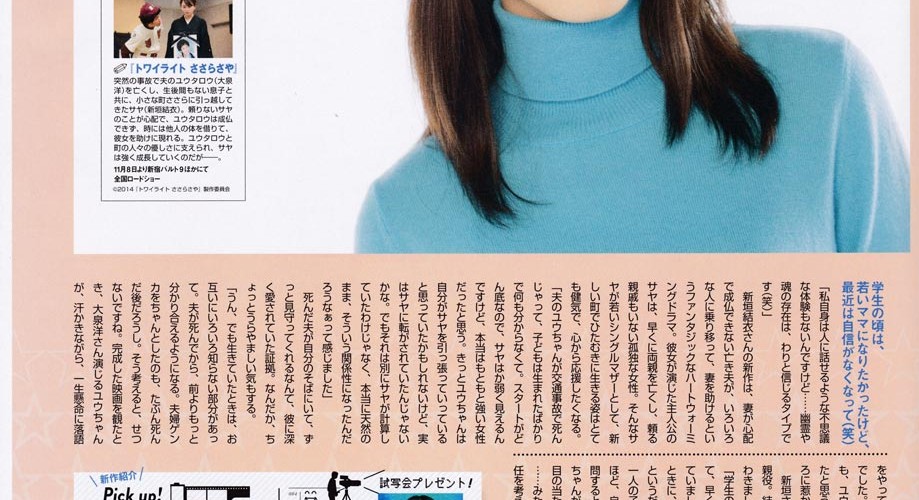 『トワイライト ささらさや』
突然の事故で夫のユウタロウ(大泉
洋)を亡くし、生後間もない息子と
共に、小さな町ささらに引っ越して
きたサヤ(新垣結衣)。頼りないサヤ
のことが心配で、ユウタロウは成仏
できず、時には他人の体を借りて、
彼女を助けに現れる。ユウタロウと
町の人々の優しさに支えられ、サヤ
は強く成長していくのだが――。
11月8日より新宿バルト9ほかにて
全国ロードショー
©2014「トワイライト ささらさや」製作委員会
学生の頃は、
若いママになりたかったけど、
最近は自信がなくなって(笑)
「私自身は人に話せるような不思議
な体験もないんですけど……幽霊や
魂の存在は、わりと信じるタイプで
す(笑)」
新垣結衣さんの新作は、妻が心配
で成仏できない亡き夫が、いろいろ
な人に乗り移って、妻を助けるとい
うファンタジックなハートウォーミ
ングドラマ。彼女が演じた主人公の
サヤは、早くに両親を亡くし、頼る
親戚もいない孤独な女性。そんなサ
ヤが若いシングルマザーとして、新
しい町でひたむきに生きる姿はとて
も健気で、心から応援したくなる。
「夫のユウちゃんが交通事故で死ん
じゃって、子どもは生まれたばかり
で何も分からなくて。スタートがど
ん底なので、サヤはか弱く見えるん
ですけど、本当はもともと強い女性
だったと思う。きっとユウちゃんは
自分がサヤを引っ張っていっている
と思っていたかもしれないけど、実
はサヤに転がされていたんじゃない
かな。でもそれは別にサヤが計算し
ていたわけじゃなく、本当に天然の
まま、そういう関係性になったんだ
ろうなぁって感じました」
死んだ夫が自分のそばにいて、ず
っと見守ってくれるなんて、彼に深
く愛されていた証拠。なんだか、ち
ょっとうらやましい気もする。
「うん、でも生きていたときは、お
互いにいろいろ知らない部分があっ
て。夫が死んでから、前よりもっと
分かり合えるようになる。夫婦ゲン
カをちゃんとしたのも、たぶん死ん
だ後だろうし。そう考えると、せつ
ないですね。完成した映画を観たと
き、大泉洋さん演じるユウちゃん
が、汗かきながら、一生懸命に落語
をやっ
でした。
も、ユ
たと思
ろに惹か
新垣
親役。
わきま
「学生
て、早
ていま
ときに、
という
一人の
ほど、自
問する
ちゃん
目の当
……み
任を考
新作紹介
Pick up!
試写会プレゼント!